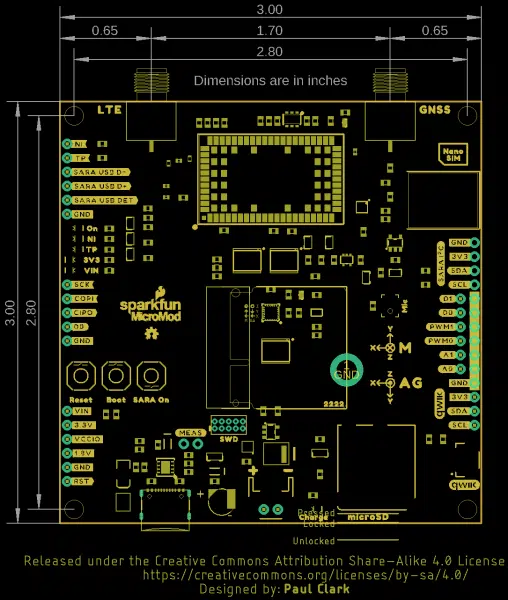 3.00
0.65 1.70 0.65
2.80
Dimensions are in inches
LTE GNSS
NI
TP
SARA USB D-
SARA USB D+
SARA USB DET
GND
Nano
SIM
I On
I NI
I TP
I 3V3
I VIN
GND
3V3
SDA
SCL
SARA I2C
3.00
2.80
SCK
COPI
CIPO
D0
GND
sparkfun
MicroMod
Mic
D1
PWM1
PWM0
A1
A0
GND
3V3
SDA
SCL
QWIIC
M
X
Z
AG
X
Z
GND
2222
Reset Boot SARA On
VIN
3.3V
VCCIO
1.8V
GND
RST
MEAS
SWD
+
+
Charge
microSD
Pressed
Locked
Unlocked
qwiic
Released under the Creative Commons Attribution Share-Alike 4.0 License
https://creativecommons.org/licenses/by-sa/4.0/
Designed by: Paul Clark